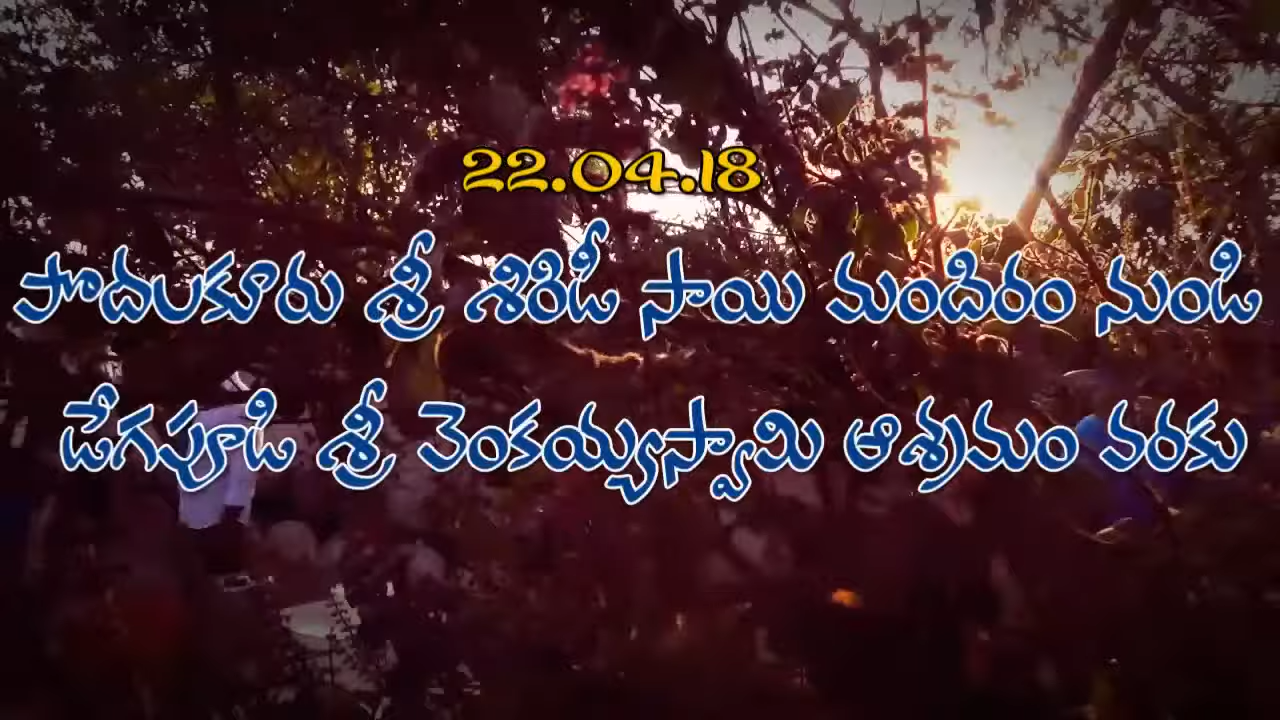 22.04.18
పొదలకూరు శ్రీ శిరిడీ సాయి మందిరం నుండి
డేగపూడి శ్రీ వెంకయ్యస్వామి ఆశ్రమం వరకు